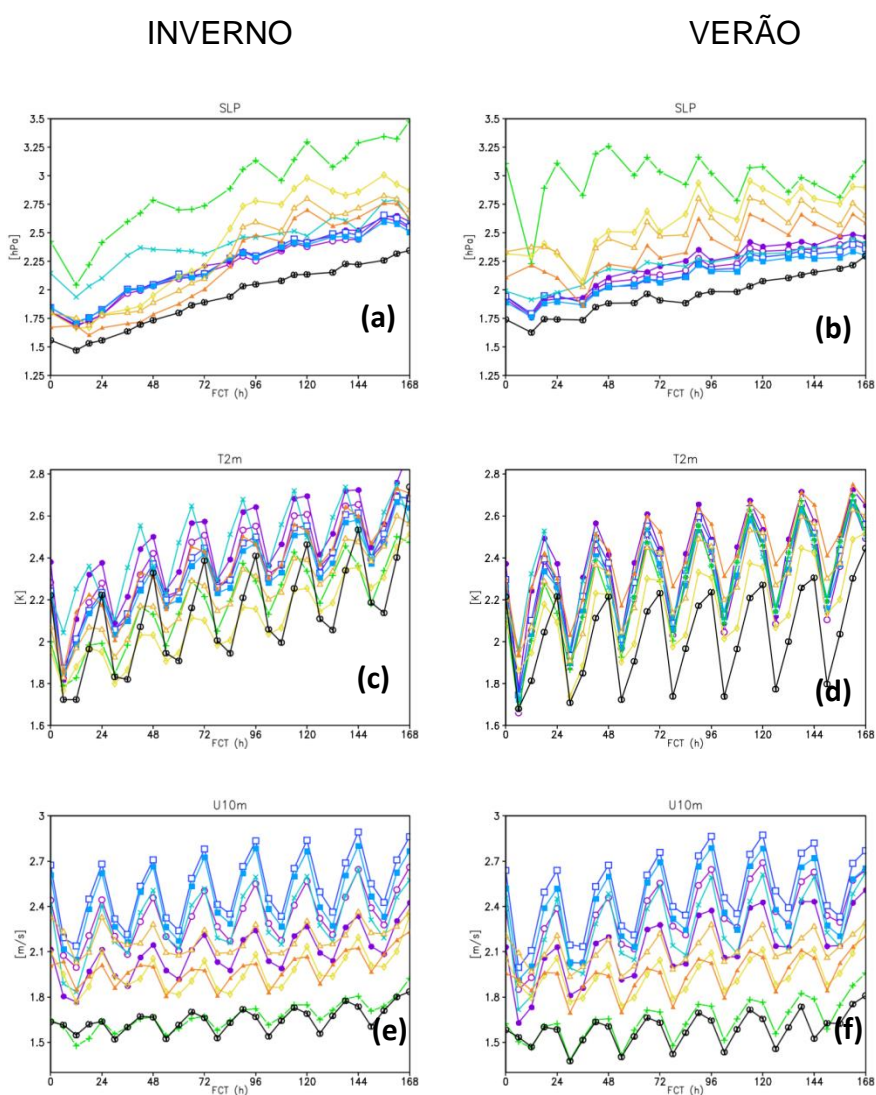 INVERNO VERÃO
SLP SLP
3.5 3.5
3.25 3.25
3 3
2.75 2.75
2.5 2.5
[hPa] [hPa]
2.25 2.25
2 2
1.75 1.75
1.5 1.5
1.25 1.25
(a) (b)
0 24 48 72 96 120 144 168 0 24 48 72 96 120 144 168
FCT (h) FCT (h)
T2m T2m
2.8 2.8
2.6 2.6
2.4 2.4
[K] [K]
2.2 2.2
2 2
1.8 1.8
1.6 1.6
(c) (d)
0 24 48 72 96 120 144 168 0 24 48 72 96 120 144 168
FCT (h) FCT (h)
U10m U10m
3 3
2.7 2.7
2.4 2.4
[m/s] [m/s]
2.1 2.1
1.8 1.8
1.5 1.5
(e) (f)
0 24 48 72 96 120 144 168 0 24 48 72 96 120 144 168
FCT (h) FCT (h)